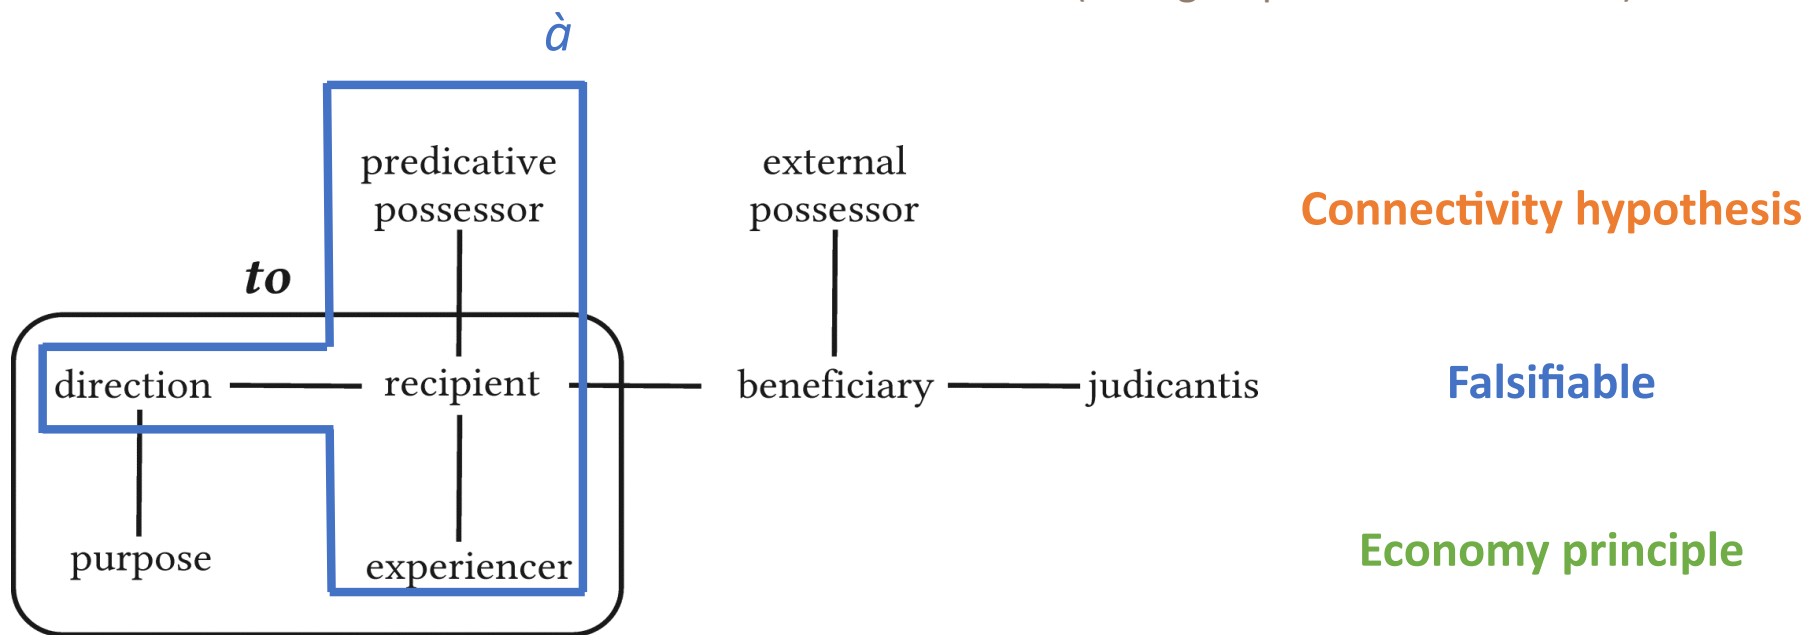 à
predicative
possessor
external
possessor
Connectivity hypothesis
to
direction
recipient
beneficiary
judicantis
Falsifiable
purpose
experiencer
Economy principle